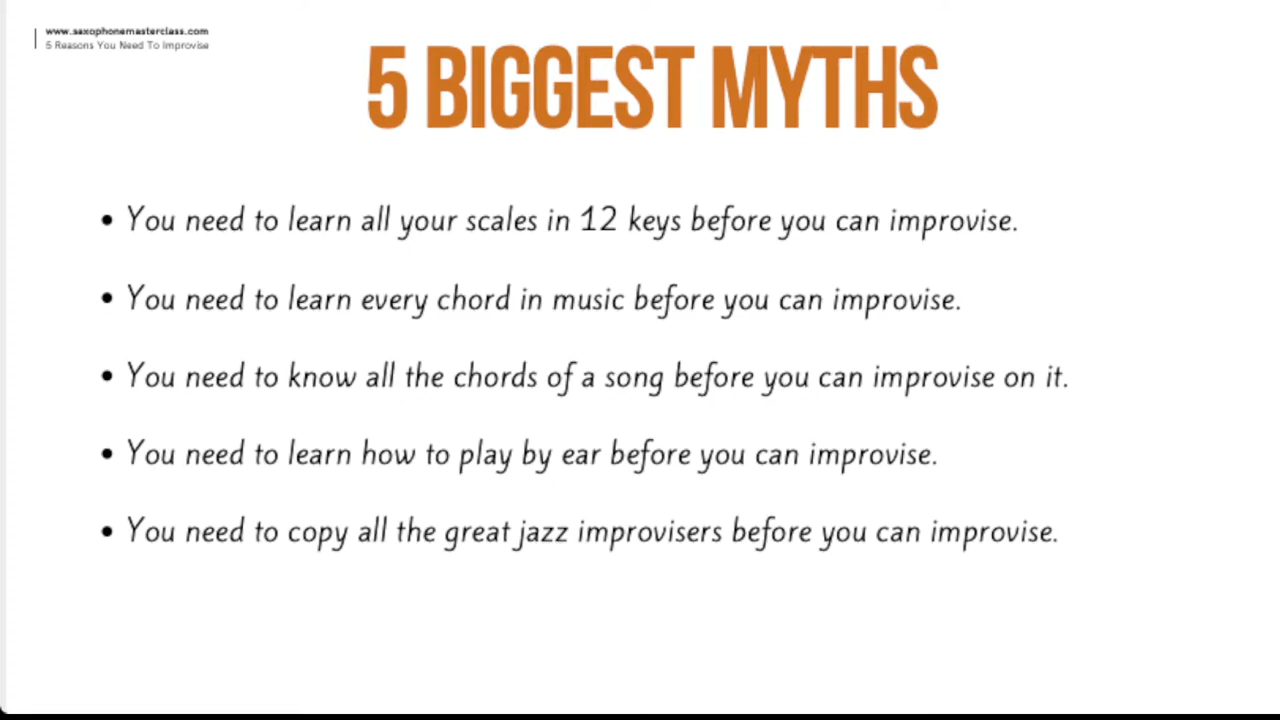 www.saxophonemasterclass.com
5 Reasons You Need To Improvise
5 BIGGEST MYTHS
• You need to learn all your scales in 12 keys before you can improvise.
• You need to learn every chord in music before you can improvise.
• You need to know all the chords of a song before you can improvise on it.
• You need to learn how to play by ear before you can improvise.
• You need to copy all the great jazz improvisers before you can improvise.